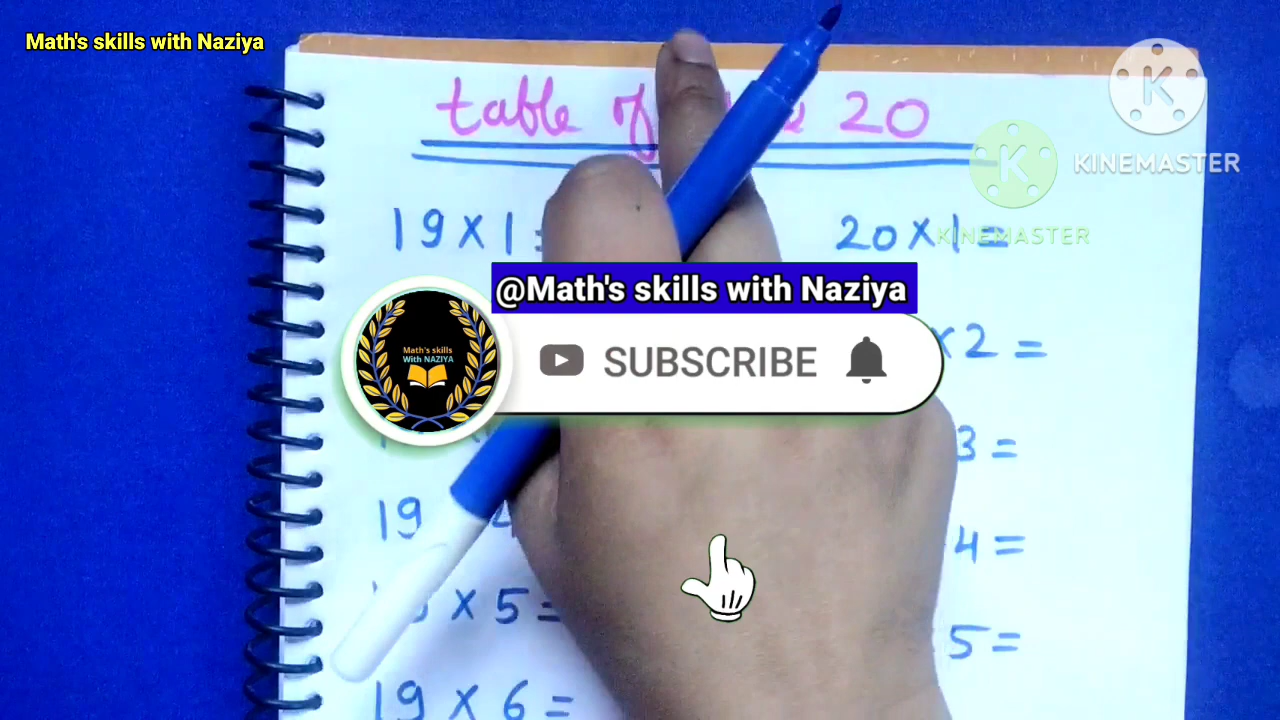 Math's skills with Naziya
table of 20
KINEMASTER
KINEMASTER
19 × 1 =
20 × 1 =
@Math's skills with Naziya
Math's skills
With NAZIYA
SUBSCRIBE
× 2 =
3 =
19 4
4 =
× 5 =
5 =
19 × 6 =